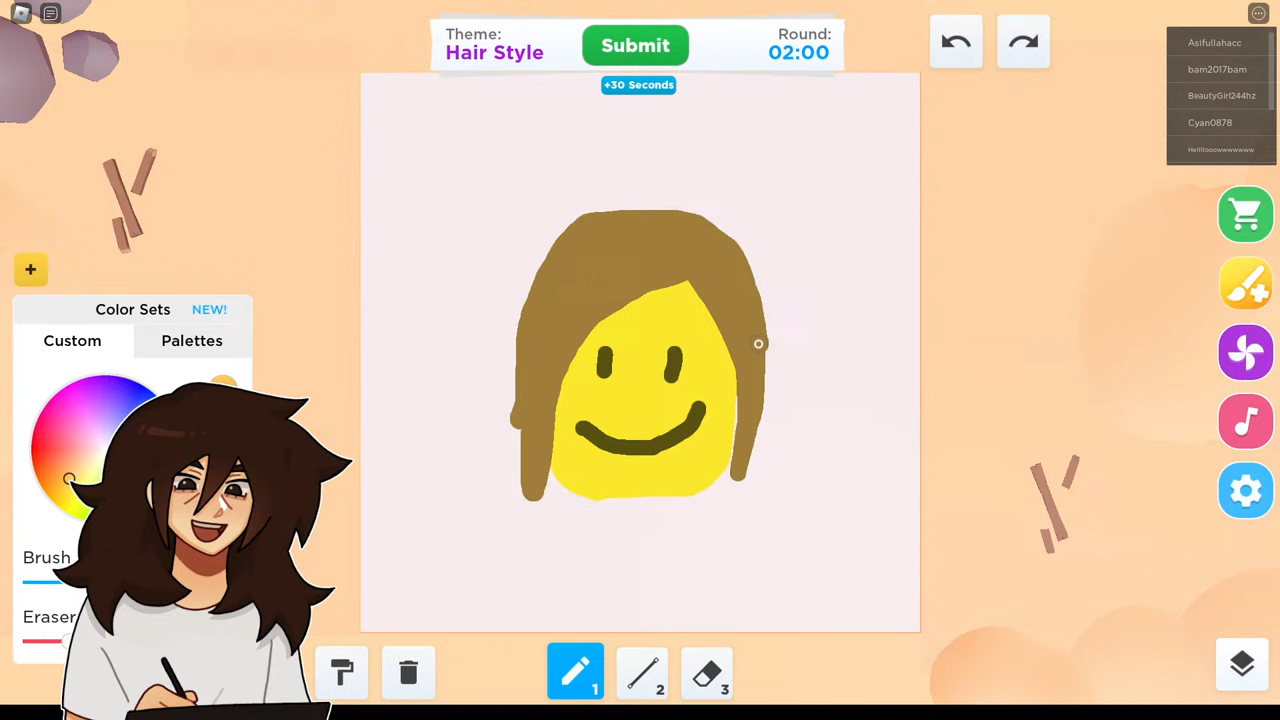 Theme:
Hair Style
Submit
Round:
02:00
+30 Seconds
Asifullahacc
bam2017bam
BeautyGirl244hz
Cyan0878
+
Color Sets NEW!
Custom
Palettes
Brush
Eraser
1
2
3